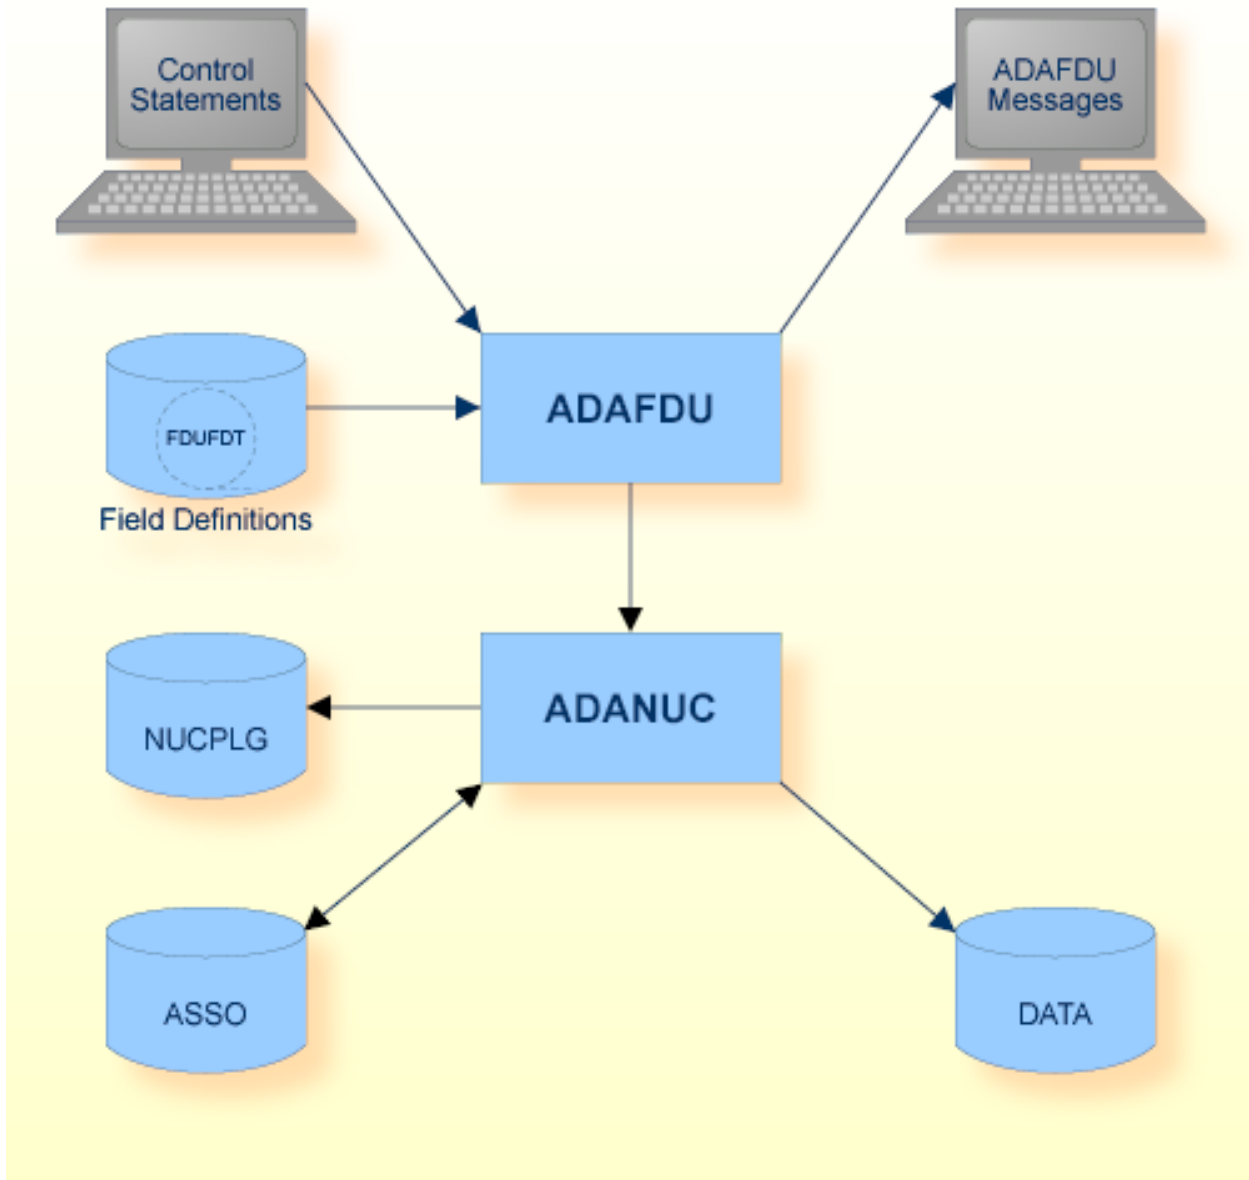 Control
Statements
ADAFDU
Messages
ADAFDU
FDUFDT
Field Definitions
ADANUC
NUCPLG
ASSO
DATA